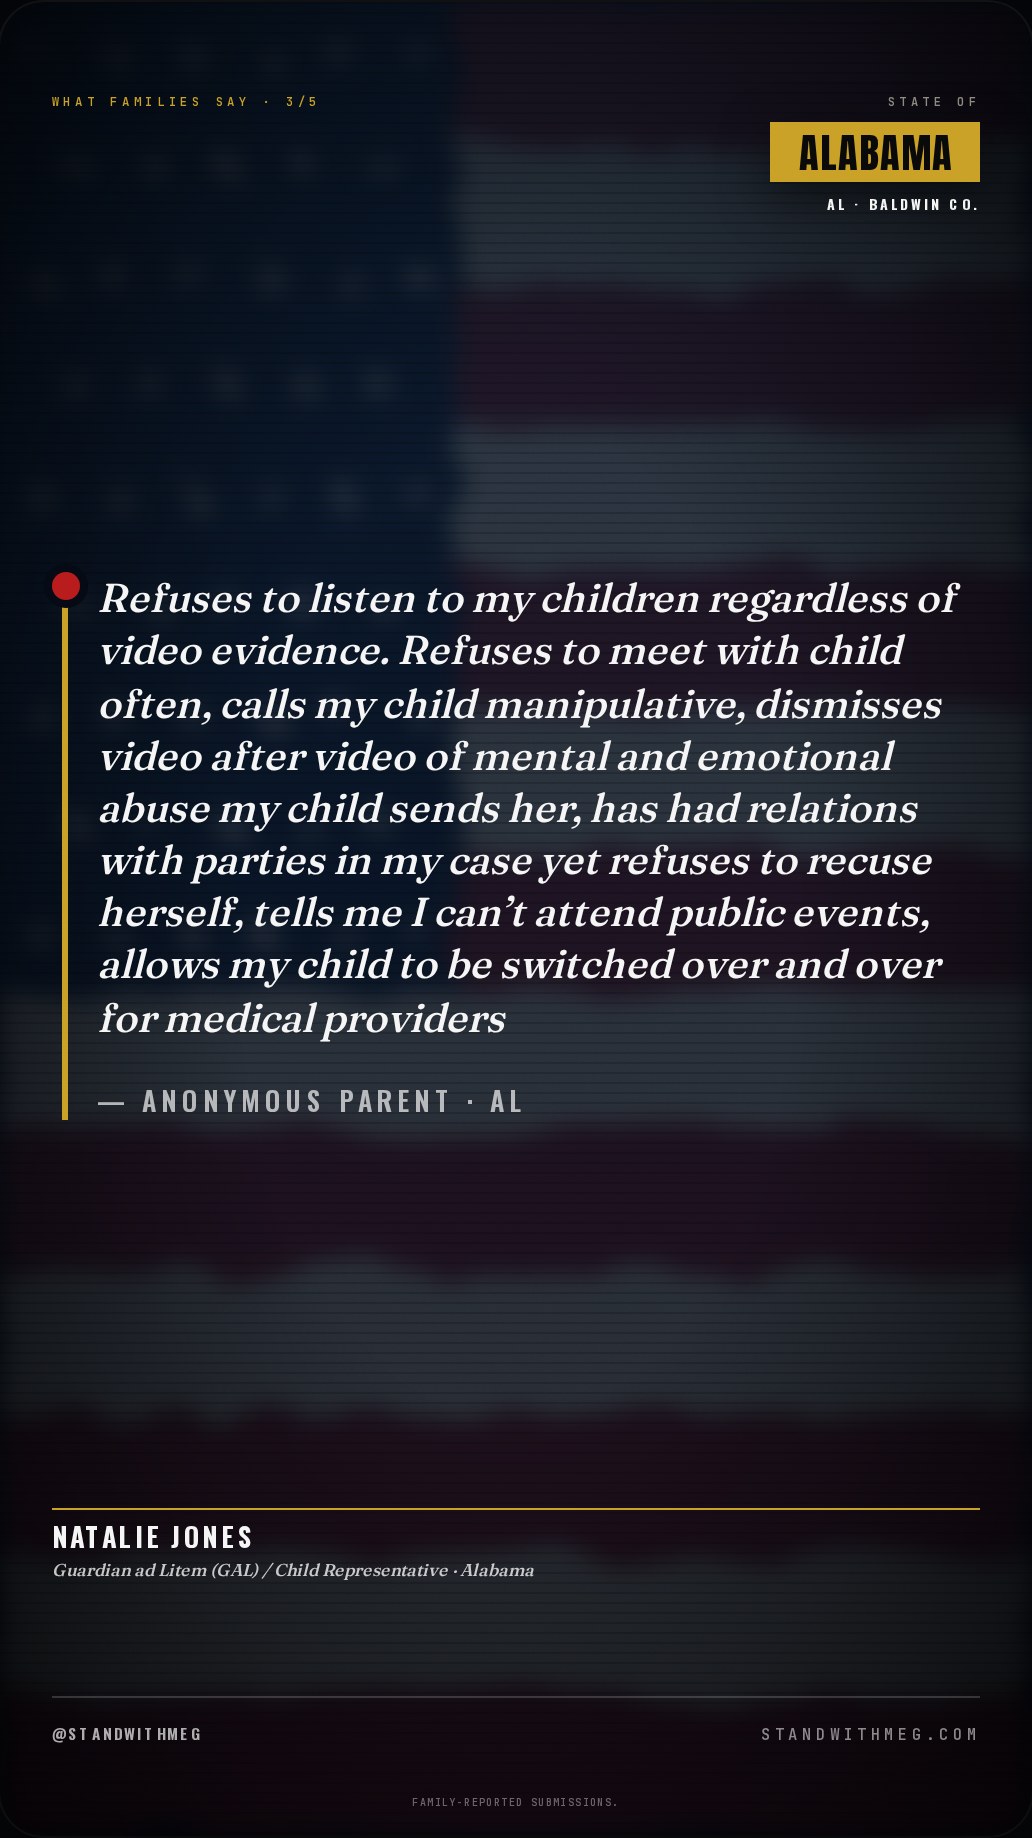 WHAT FAMILIES SAY · 3/5
STATE OF
ALABAMA
AL · BALDWIN CO.
Refuses to listen to my children regardless of
video evidence. Refuses to meet with child
often, calls my child manipulative, dismisses
video after video of mental and emotional
abuse my child sends her, has had relations
with parties in my case yet refuses to recuse
herself, tells me I can’t attend public events,
allows my child to be switched over and over
for medical providers
— ANONYMOUS PARENT · AL
NATALIE JONES
Guardian ad Litem (GAL) / Child Representative · Alabama
@STANDWITHMEG
STANDWITHMEG.COM
FAMILY-REPORTED SUBMISSIONS.